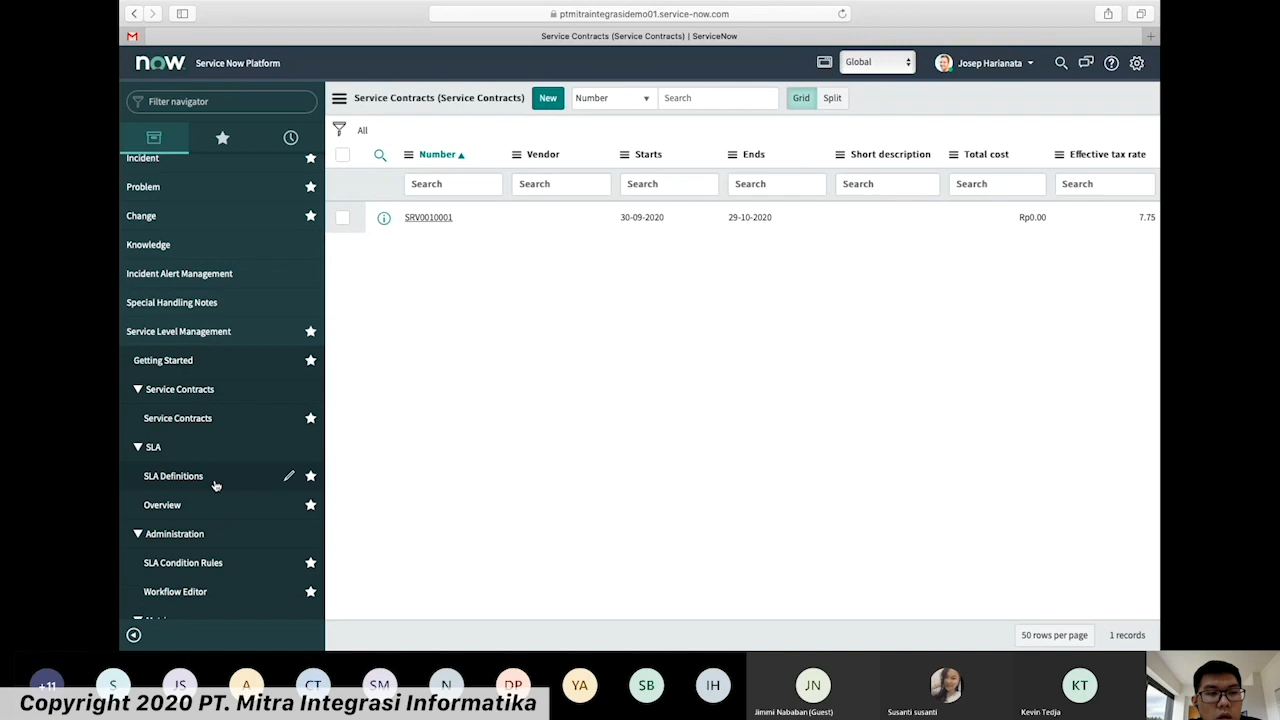 ptmitraintegrasidemo01.service-now.com
Service Contracts (Service Contracts) | ServiceNow
now. Service Now Platform
Global
Josep Harianata
Filter navigator
Service Contracts (Service Contracts) New Number Search Grid Split
All
Incident
Problem
Change
Knowledge
Incident Alert Management
Special Handling Notes
Service Level Management
Getting Started
Service Contracts
Service Contracts
SLA
SLA Definitions
Overview
Administration
SLA Condition Rules
Workflow Editor
Number Vendor Starts Ends Short description Total cost Effective tax rate
Search Search Search Search Search Search Search
SRV0010001 30-09-2020 29-10-2020 Rp0.00 7.75
50 rows per page 1 records
+11 S JS A CT SM N DP YA SB IH JN KT
Jimmi Nababan (Guest) Susanti susanti Kevin Tedja
Copyright 2020 PT. Mitra Integrasi Informatika